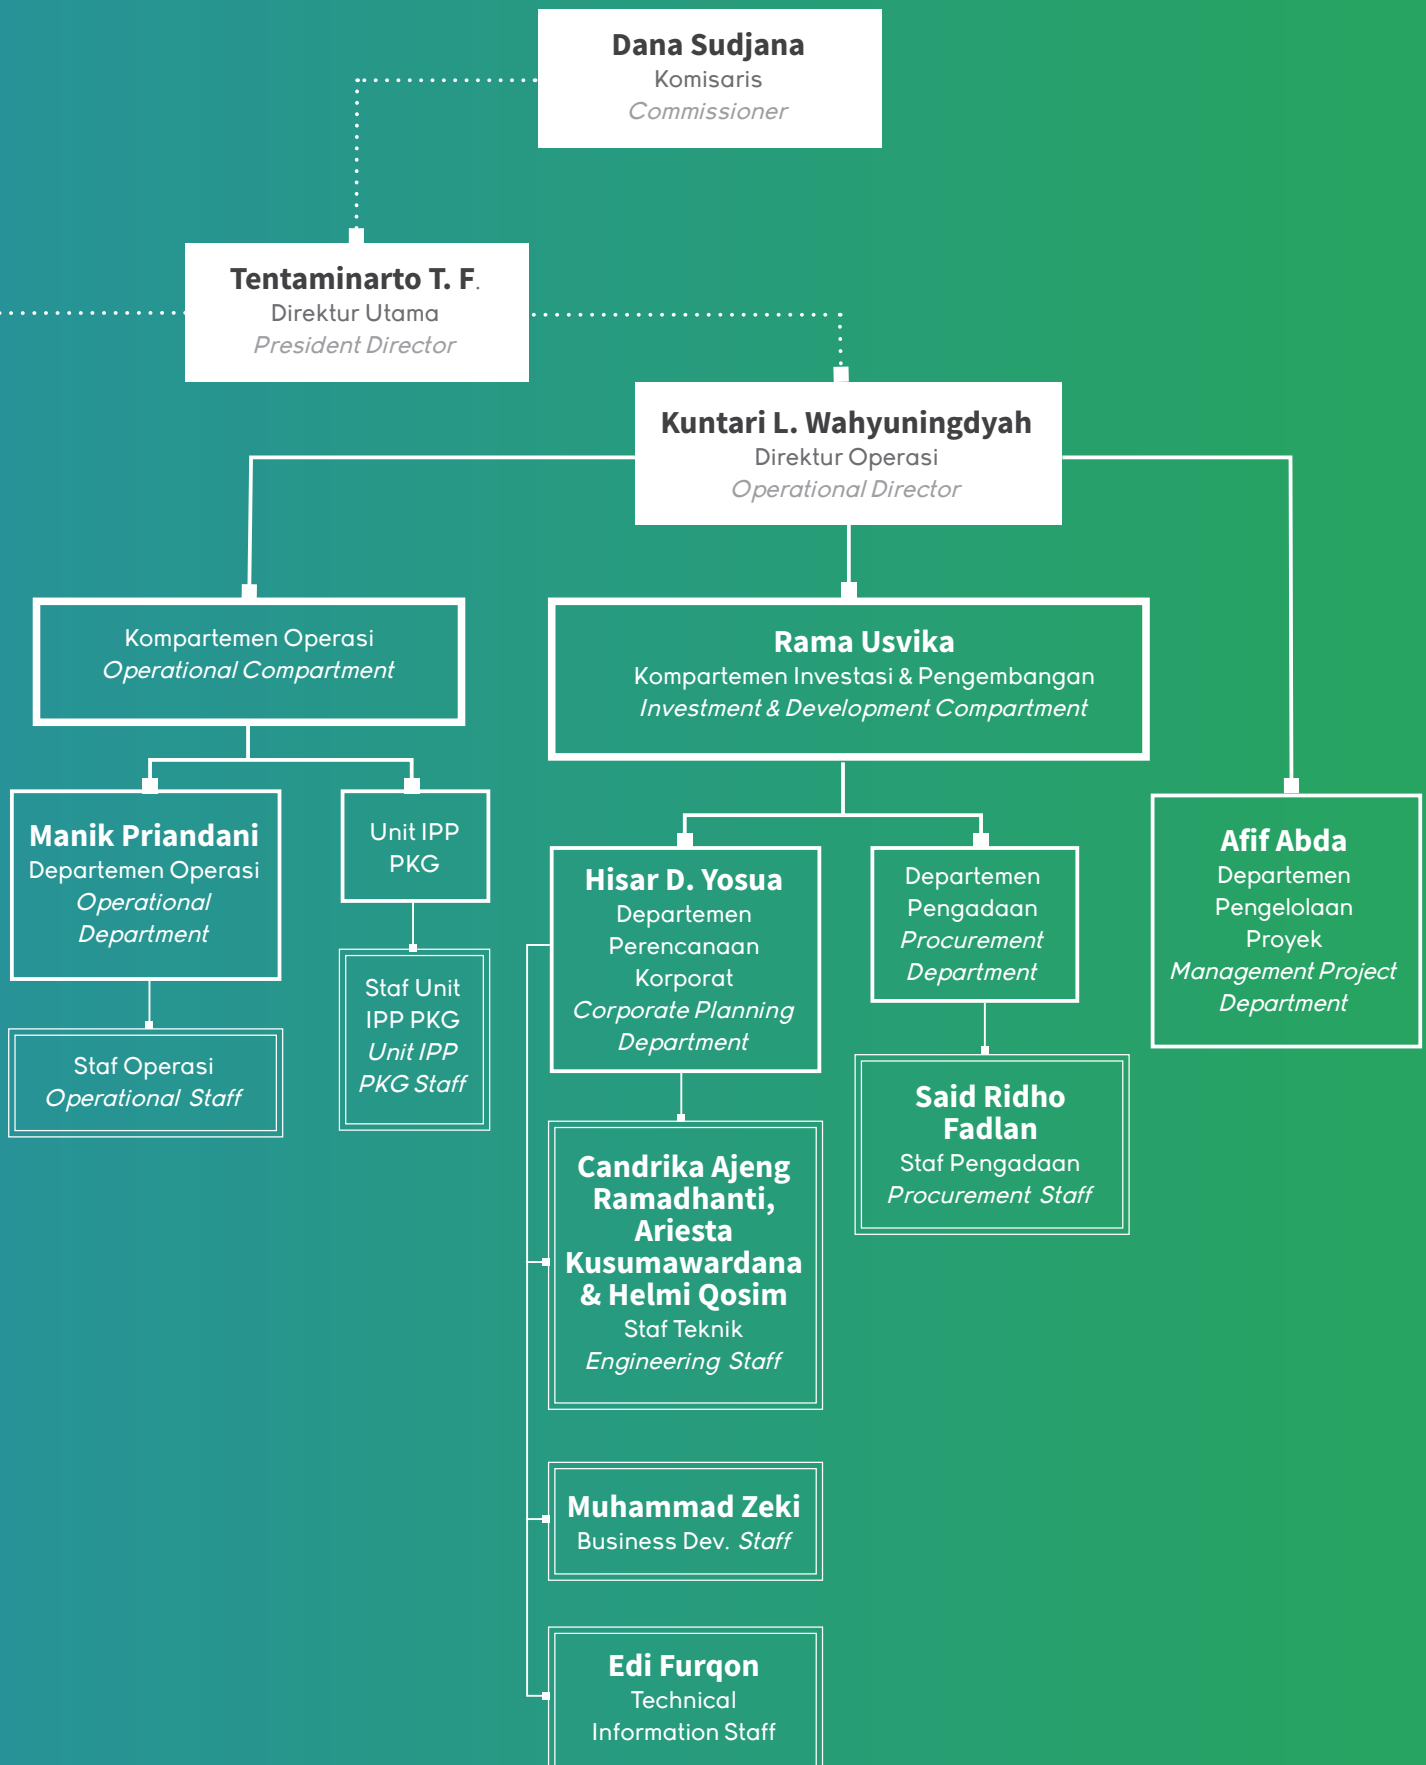 Dana Sudjana
Komisaris
Commissioner
Tentaminarto T. F.
Direktur Utama
President Director
Kuntari L. Wahyuningdyah
Direktur Operasi
Operational Director
Kompartemen Operasi
Operational Compartment
Rama Usvika
Kompartemen Investasi & Pengembangan
Investment & Development Compartment
Manik Priandani
Departemen Operasi
Operational
Department
Unit IPP
PKG
Hisar D. Yosua
Departemen
Perencanaan
Korporat
Corporate Planning
Department
Departemen
Pengadaan
Procurement
Department
Afif Abda
Departemen
Pengelolaan
Proyek
Management Project
Department
Staf Operasi
Operational Staff
Staf Unit
IPP PKG
Unit IPP
PKG Staff
Candrika Ajeng
Ramadhanti,
Ariesta
Kusumawardana
& Helmi Qosim
Staf Teknik
Engineering Staff
Said Ridho
Fadlan
Staf Pengadaan
Procurement Staff
Muhammad Zeki
Business Dev. Staff
Edi Furqon
Technical
Information Staff